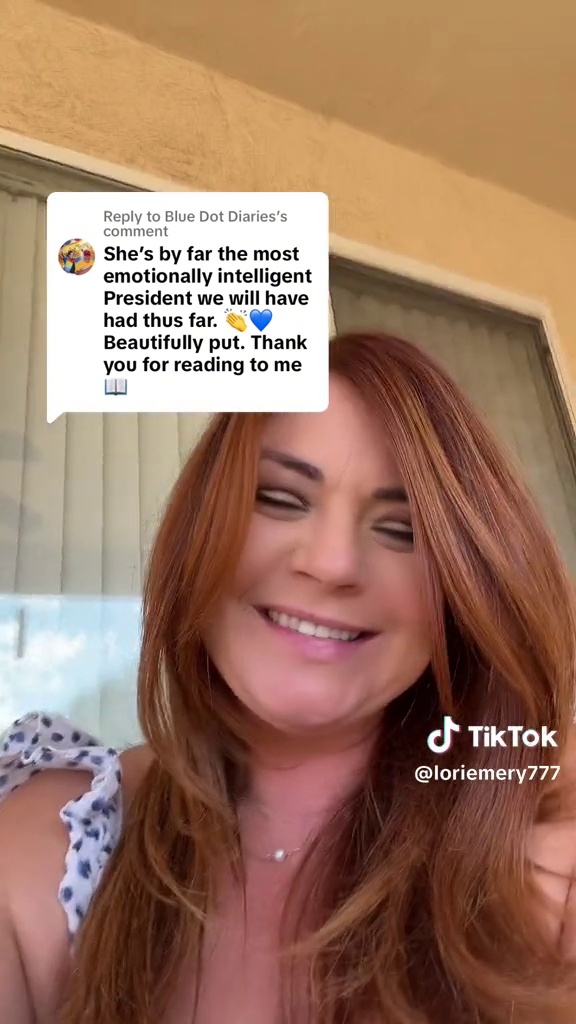 Reply to Blue Dot Diaries's
comment
She's by far the most
emotionally intelligent
President we will have
had thus far. 👏💙
Beautifully put. Thank
you for reading to me
📖
TikTok
@loriemery777